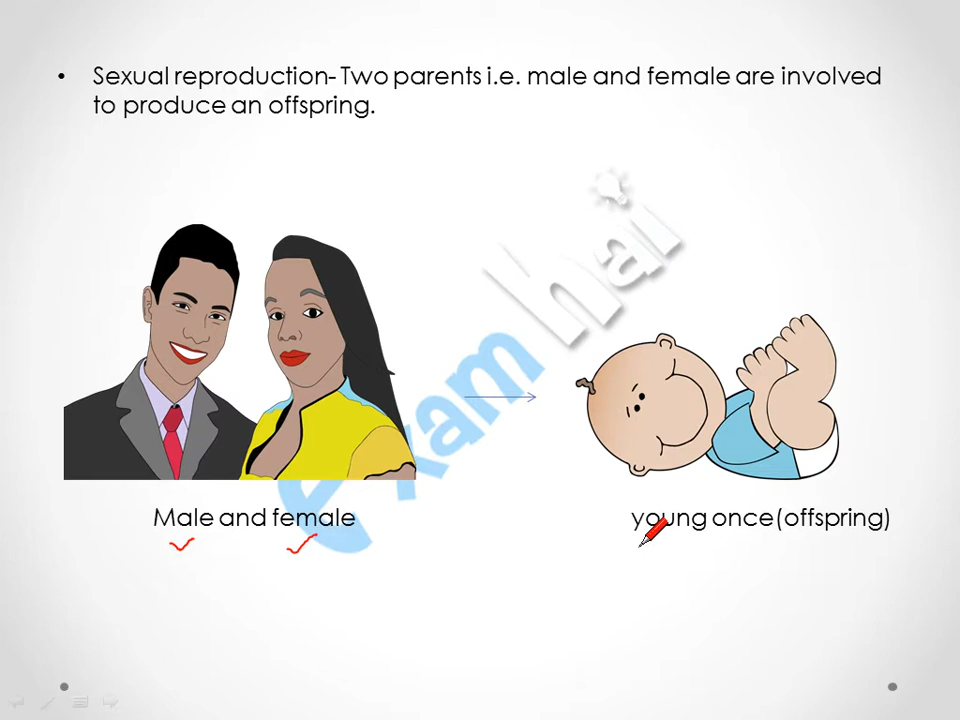 • Sexual reproduction- Two parents i.e. male and female are involved
to produce an offspring.
examhai
Male and female
young once(offspring)